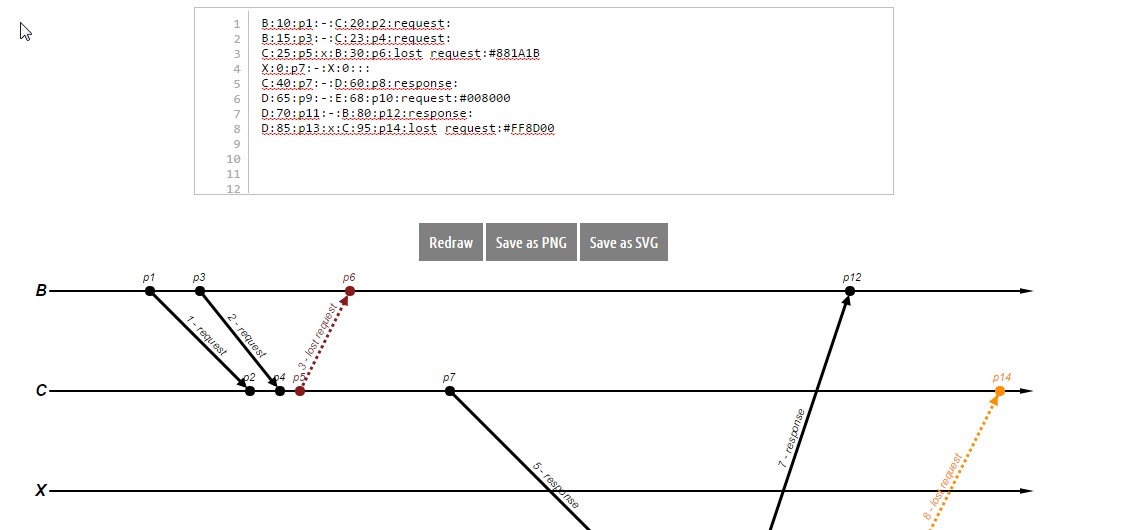 1 B:10:p1:-:C:20:p2:request:
2 B:15:p3:-:C:23:p4:request:
3 C:25:p5:x:B:30:p6:lost request:#881A1B
4 X:0:p7:-:X:0:::
5 C:40:p7:-:D:60:p8:response:
6 D:65:p9:-:E:68:p10:request:#008000
7 D:70:p11:-:B:80:p12:response:
8 D:85:p13:x:C:95:p14:lost request:#FF8D00
9
10
11
12
Redraw Save as PNG Save as SVG
p1 p3 p6 p12
B
1 - request
2 - request
3 - lost request
p2 p4 p5 p7 p14
C
7 - response
5 - response
8 - lost request
X